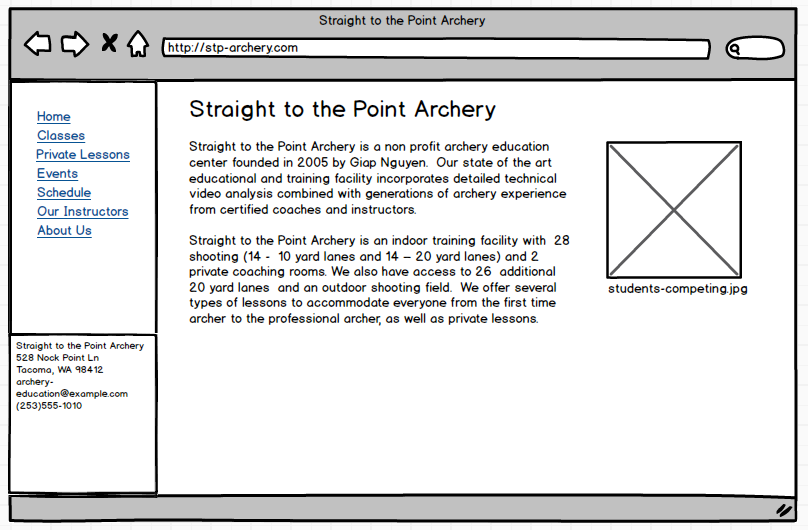 Straight to the Point Archery
http://stp-archery.com
Home
Classes
Private Lessons
Events
Schedule
Our Instructors
About Us
Straight to the Point Archery
528 Nock Point Ln
Tacoma, WA 98412
archery-
education@example.com
(253)555-1010
Straight to the Point Archery
Straight to the Point Archery is a non profit archery education
center founded in 2005 by Giap Nguyen.  Our state of the art
educational and training facility incorporates detailed technical
video analysis combined with generations of archery experience
from certified coaches and instructors.
Straight to the Point Archery is an indoor training facility with  28
shooting (14 -  10 yard lanes and 14 – 20 yard lanes) and 2
private coaching rooms. We also have access to 26  additional
20 yard lanes  and an outdoor shooting field.  We offer several
types of lessons to accommodate everyone from the first time
archer to the professional archer, as well as private lessons.
students-competing.jpg